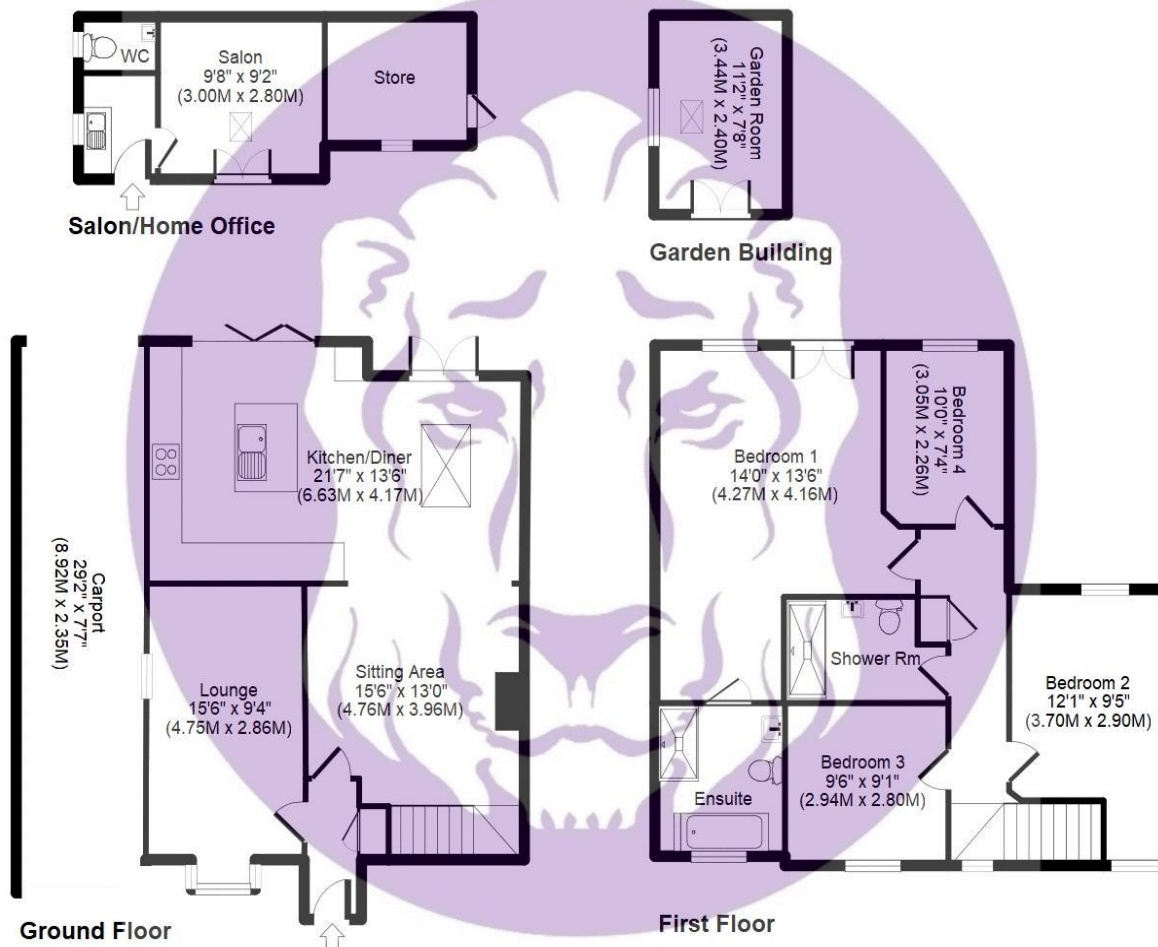 WC
Salon
9'8" x 9'2"
(3.00M x 2.80M)
Store
Salon/Home Office
Garden Room
11'2" x 7'8"
(3.44M x 2.40M)
Garden Building
Carport
29'2" x 7'7"
(8.92M x 2.35M)
Kitchen/Diner
21'7" x 13'6"
(6.63M x 4.17M)
Lounge
15'6" x 9'4"
(4.75M x 2.86M)
Sitting Area
15'6" x 13'0"
(4.76M x 3.96M)
Ground Floor
Bedroom 1
14'0" x 13'6"
(4.27M x 4.16M)
Bedroom 4
10'0" x 7'4"
(3.05M x 2.26M)
Shower Rm
Bedroom 2
12'1" x 9'5"
(3.70M x 2.90M)
Bedroom 3
9'6" x 9'1"
(2.94M x 2.80M)
Ensuite
First Floor